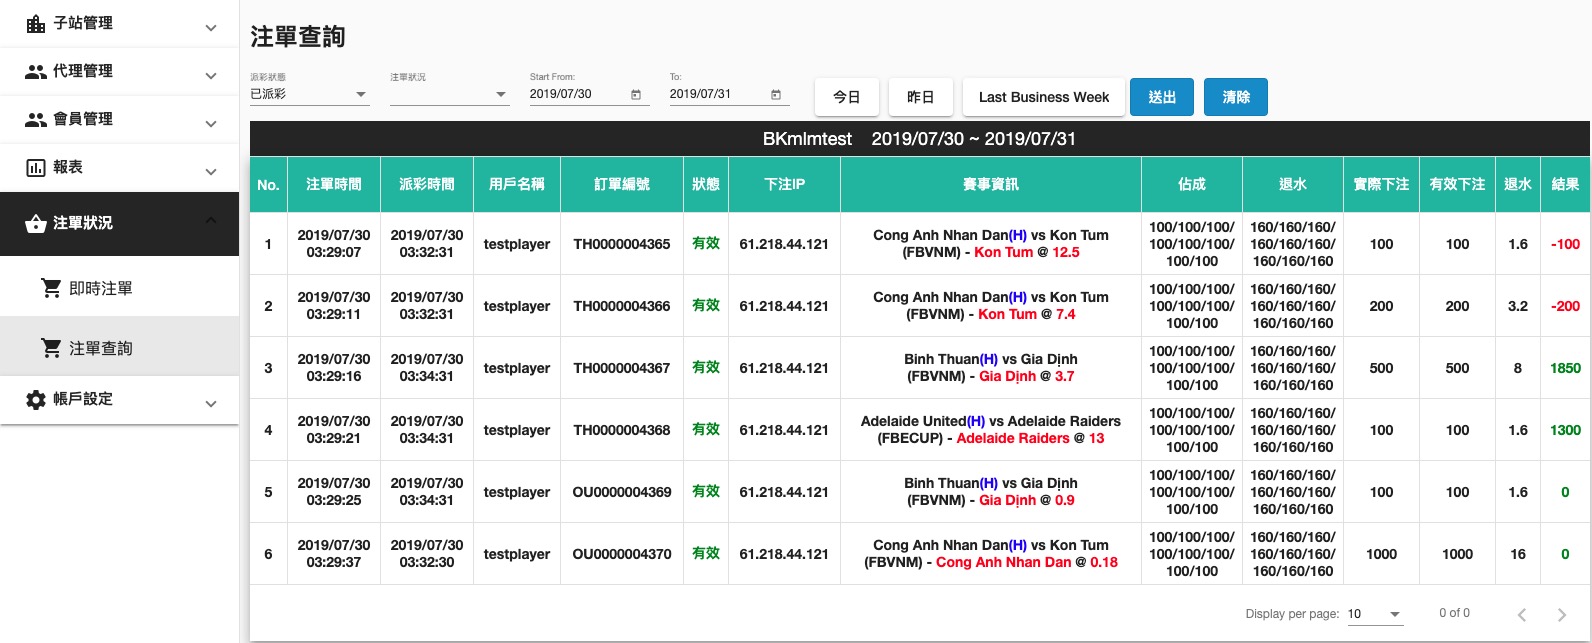 子站管理
代理管理
會員管理
報表
注單狀況
即時注單
注單查詢
帳戶設定
注單查詢
派彩狀態
已派彩
注單狀況
Start From:
2019/07/30
To:
2019/07/31
今日
昨日
Last Business Week
送出
清除
BKmlmtest 2019/07/30 ~ 2019/07/31
No. 注單時間 派彩時間 用戶名稱 訂單編號 狀態 下注IP 賽事資訊 佔成 退水 實際下注 有效下注 退水 結果
1 2019/07/30 03:29:07 2019/07/30 03:32:31 testplayer TH0000004365 有效 61.218.44.121 Cong Anh Nhan Dan(H) vs Kon Tum (FBVNM) - Kon Tum @ 12.5 100/100/100/100/100/100/100/100 160/160/160/160/160/160/160/160/160 100 100 1.6 -100
2 2019/07/30 03:29:11 2019/07/30 03:32:31 testplayer TH0000004366 有效 61.218.44.121 Cong Anh Nhan Dan(H) vs Kon Tum (FBVNM) - Kon Tum @ 7.4 100/100/100/100/100/100/100/100 160/160/160/160/160/160/160/160/160 200 200 3.2 -200
3 2019/07/30 03:29:16 2019/07/30 03:34:31 testplayer TH0000004367 有效 61.218.44.121 Binh Thuan(H) vs Gia Dịnh (FBVNM) - Gia Dịnh @ 3.7 100/100/100/100/100/100/100/100 160/160/160/160/160/160/160/160/160 500 500 8 1850
4 2019/07/30 03:29:21 2019/07/30 03:34:31 testplayer TH0000004368 有效 61.218.44.121 Adelaide United(H) vs Adelaide Raiders (FBECUP) - Adelaide Raiders @ 13 100/100/100/100/100/100/100/100 160/160/160/160/160/160/160/160/160 100 100 1.6 1300
5 2019/07/30 03:29:25 2019/07/30 03:34:31 testplayer OU0000004369 有效 61.218.44.121 Binh Thuan(H) vs Gia Dịnh (FBVNM) - Gia Dịnh @ 0.9 100/100/100/100/100/100/100/100 160/160/160/160/160/160/160/160/160 100 100 1.6 0
6 2019/07/30 03:29:37 2019/07/30 03:32:30 testplayer OU0000004370 有效 61.218.44.121 Cong Anh Nhan Dan(H) vs Kon Tum (FBVNM) - Cong Anh Nhan Dan @ 0.18 100/100/100/100/100/100/100/100 160/160/160/160/160/160/160/160/160 1000 1000 16 0
Display per page: 10 0 of 0